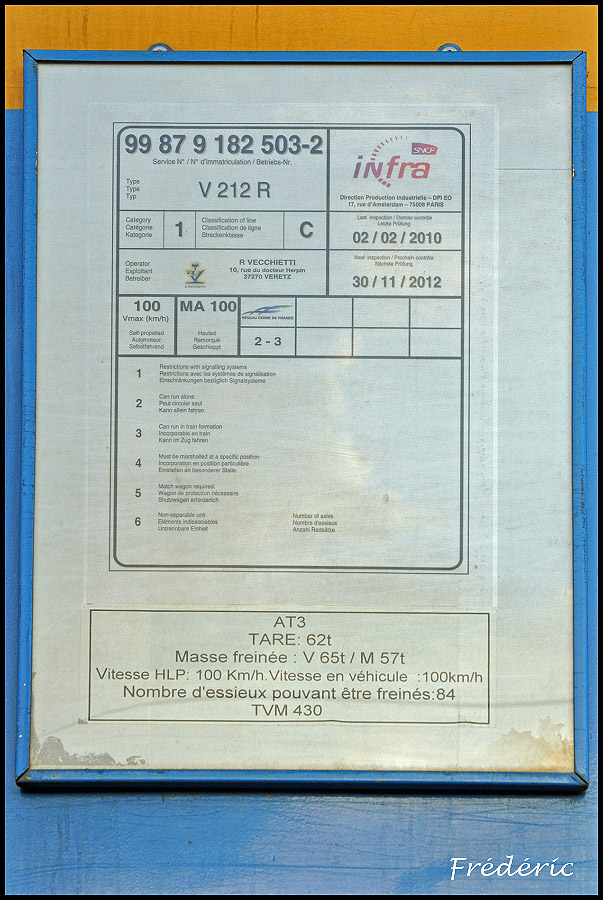 99 87 9 182 503-2
Service N° / N° d'immatriculation / Betriebs-Nr.
Type
Type
Typ
V 212 R
SNCF
infra
Direction Production Industrielle – DPI EO
17, rue d'Amsterdam – 75008 PARIS
Category
Catégorie
Kategorie
1
Classification of line
Classification de ligne
Streckenklasse
C
Last inspection / Dernier contrôle
Letzte Prüfung
02 / 02 / 2010
Operator
Exploitant
Betreiber
R VECCHIETTI
10, rue du docteur Herpin
37270 VERETZ
Next inspection / Prochain contrôle
Nächste Prüfung
30 / 11 / 2012
100
Vmax (km/h)
MA 100
RÉSEAU FERRÉ DE FRANCE
Self-propelled
Automoteur
Selbstfahrend
Hauled
Remorqué
Geschleppt
2 - 3
1
Restrictions with signalling systems
Restrictions avec les systèmes de signalisation
Einschränkungen bezüglich Signalsysteme
2
Can run alone
Peut circuler seul
Kann allein fahren
3
Can run in train formation
Incorporable en train
Kann im Zug fahren
4
Must be marshalled at a specific position
Incorporation en position particulière
Einstellen an besonderer Stelle
5
Match wagon required.
Wagon de protection nécessaire
Shutzwagen erforderlich
6
Non-separable unit
Eléments indissociables
Untrennbare Einheit
Number of axles
Nombre d'essieux
Anzahl Radsätze
AT3
TARE: 62t
Masse freinée : V 65t / M 57t
Vitesse HLP: 100 Km/h.Vitesse en véhicule :100km/h
Nombre d'essieux pouvant être freinés:84
TVM 430
Frédéric